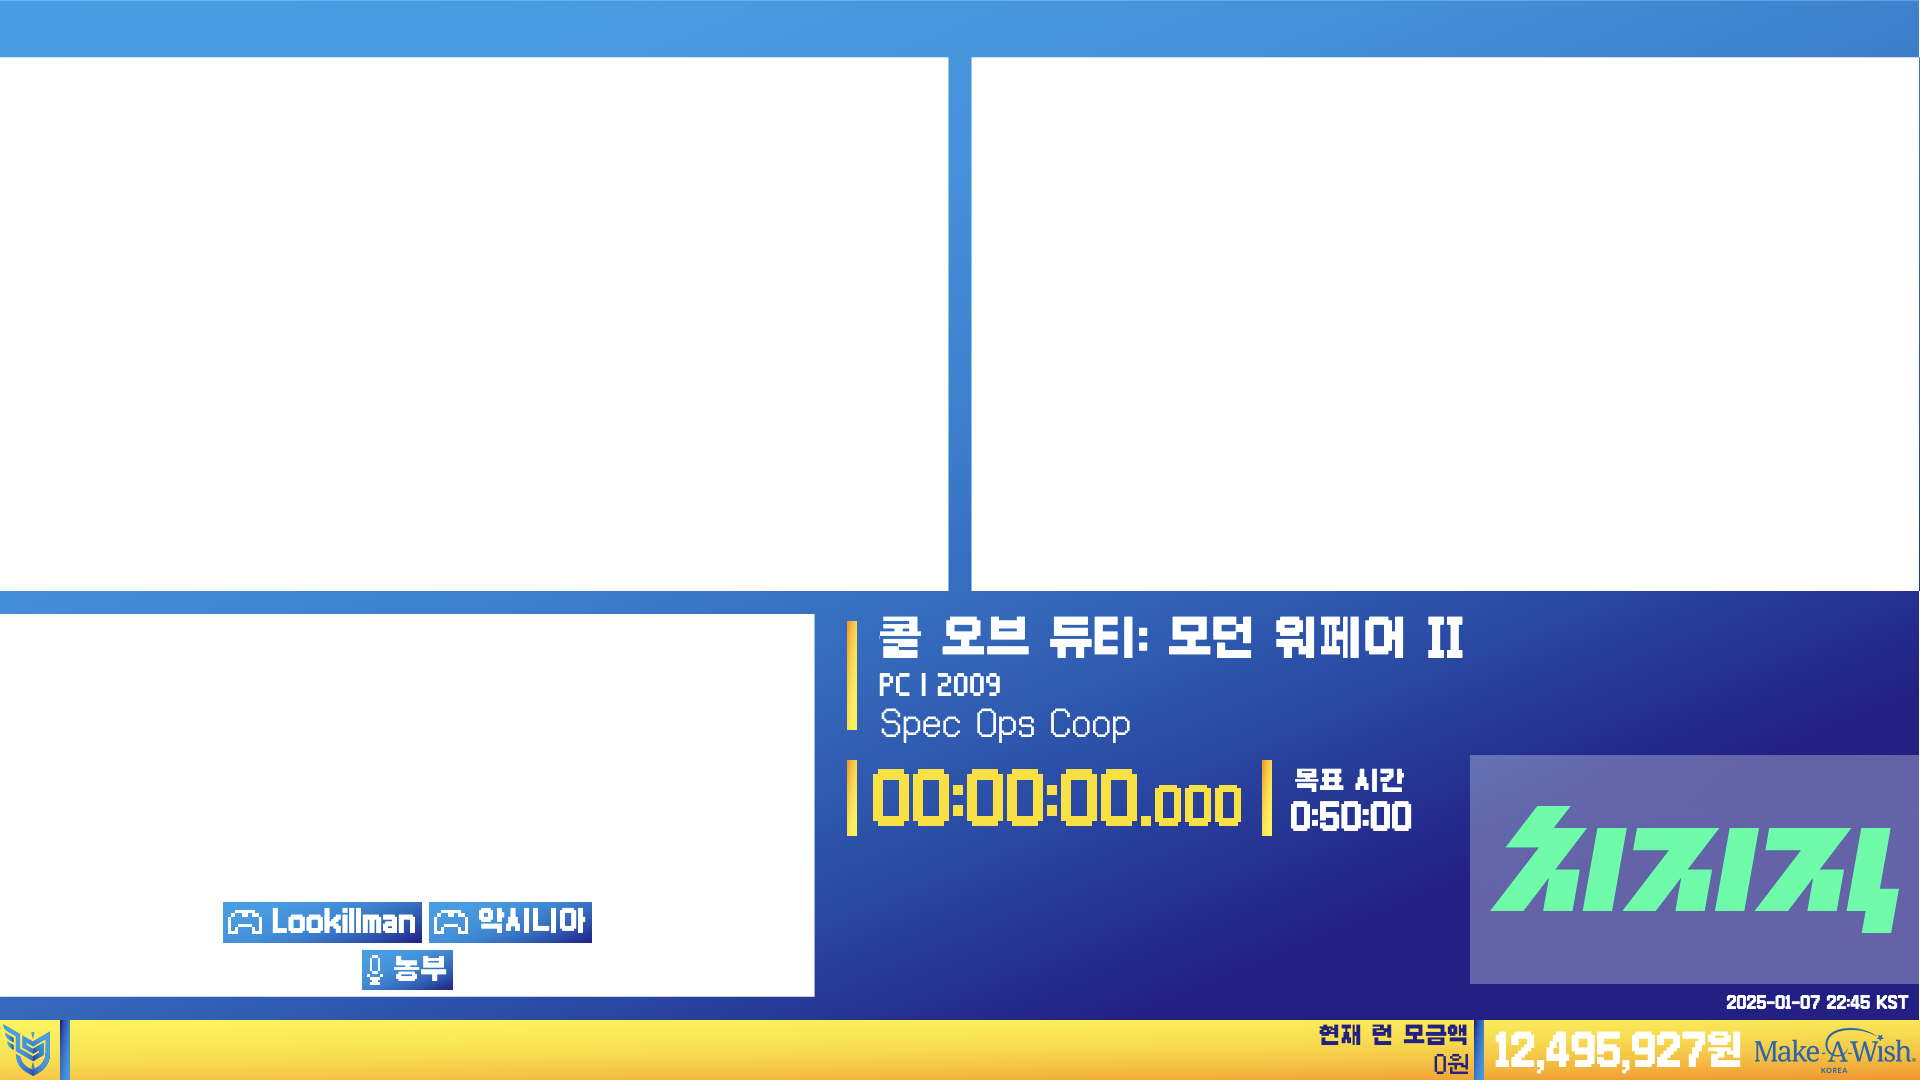 콜 오브 듀티: 모던 워페어 II
PC | 2009
Spec Ops Coop
00:00:00.000
목표 시간
0:50:00
치지직
Lookillman
악시니아
농부
2025-01-07 22:45 KST
현재 런 모금액
0원
12,495,927원
Make-A-Wish.
KOREA